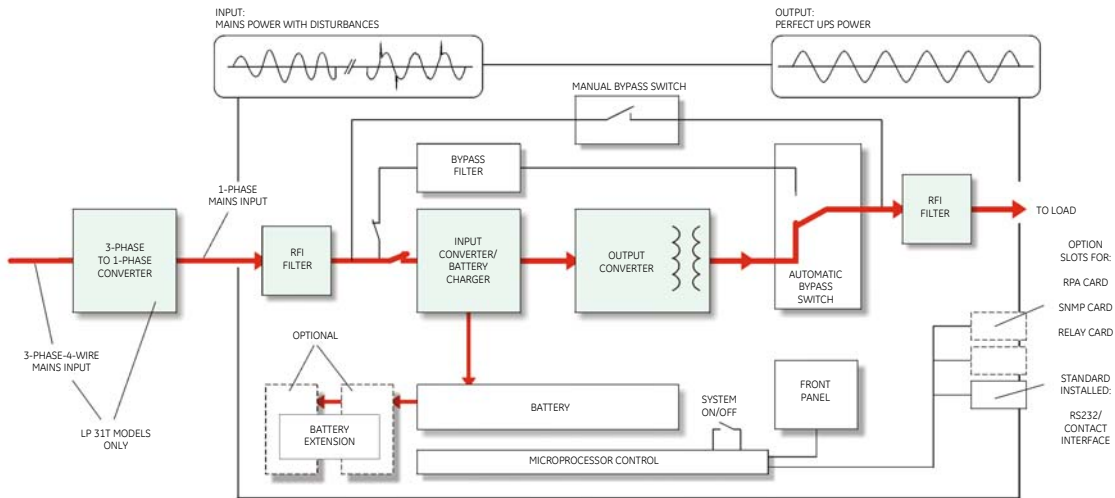 INPUT:
MAINS POWER WITH DISTURBANCES
OUTPUT:
PERFECT UPS POWER
MANUAL BYPASS SWITCH
BYPASS
FILTER
1-PHASE
MAINS INPUT
3-PHASE
TO 1-PHASE
CONVERTER
RFI
FILTER
INPUT
CONVERTER/
BATTERY
CHARGER
OUTPUT
CONVERTER
AUTOMATIC
BYPASS
SWITCH
RFI
FILTER
TO LOAD
OPTION
SLOTS FOR:
RPA CARD
SNMP CARD
RELAY CARD
STANDARD
INSTALLED:
RS232/
CONTACT
INTERFACE
3-PHASE-4-WIRE
MAINS INPUT
LP 31T MODELS
ONLY
OPTIONAL
BATTERY
EXTENSION
BATTERY
SYSTEM
ON/OFF
FRONT
PANEL
MICROPROCESSOR CONTROL